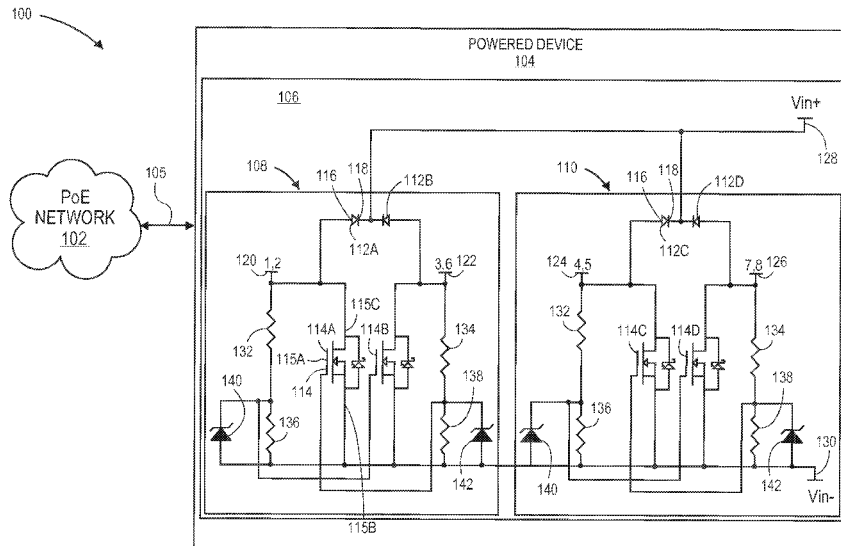 100
POWERED DEVICE
104
106
Vin+
128
108
116
118
112B
112A
110
116
118
112D
112C
105
PoE
NETWORK
102
120
1,2
3,6
122
124
4,5
7,8
126
132
115C
114A
114B
115A
114
134
132
114C
114D
134
140
136
138
142
115B
136
140
138
142
130
Vin-